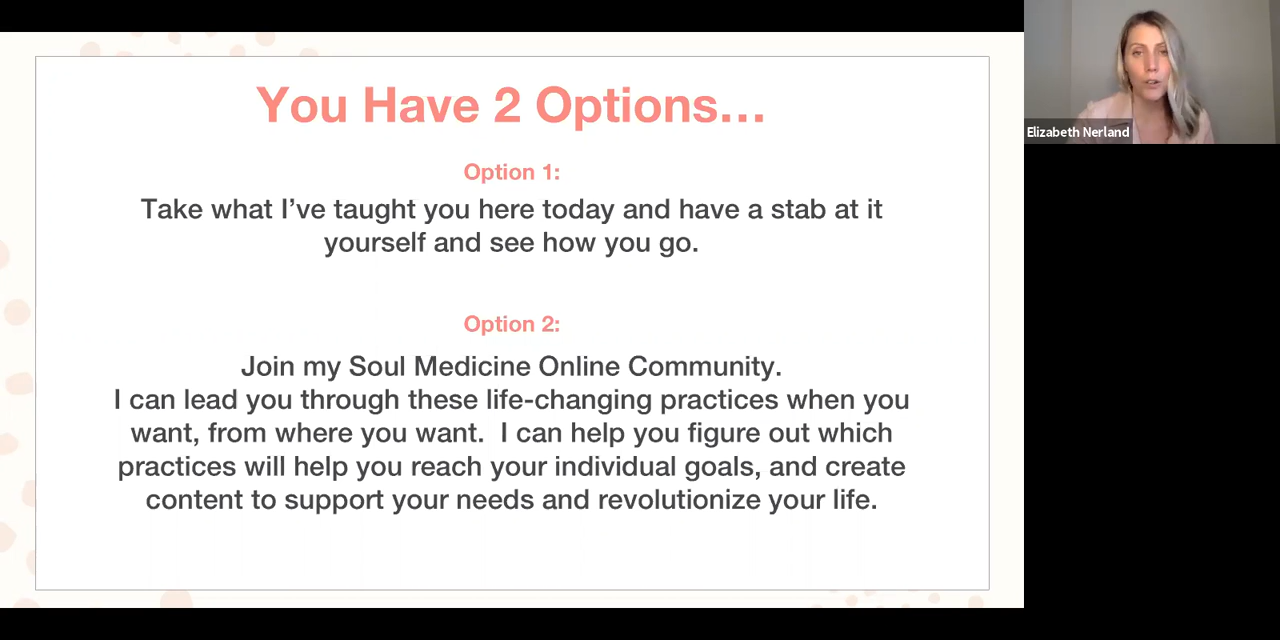 You Have 2 Options...
Option 1:
Take what I’ve taught you here today and have a stab at it
yourself and see how you go.
Option 2:
Join my Soul Medicine Online Community.
I can lead you through these life-changing practices when you
want, from where you want.  I can help you figure out which
practices will help you reach your individual goals, and create
content to support your needs and revolutionize your life.
Elizabeth Nerland